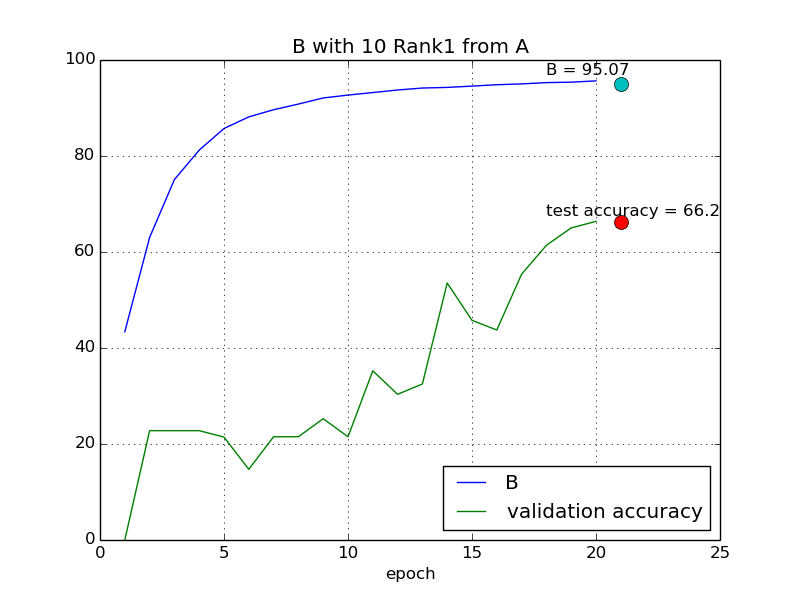 B with 10 Rank1 from A
100
80
60
40
20
0
B = 95.07
test accuracy = 66.2
B
validation accuracy
0 5 10 15 20 25
epoch